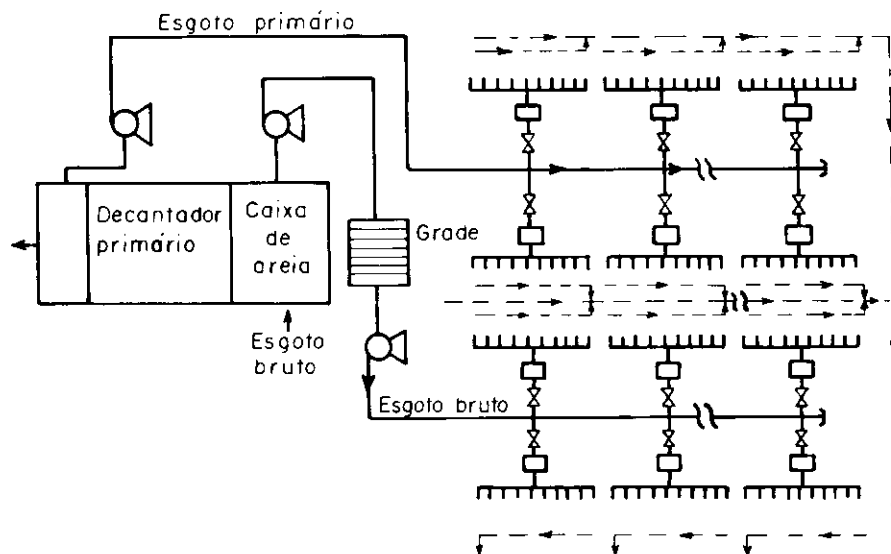 Esgoto primário
Decantador
primário
Caixa
de
areia
Grade
Esgoto
bruto
Esgoto bruto